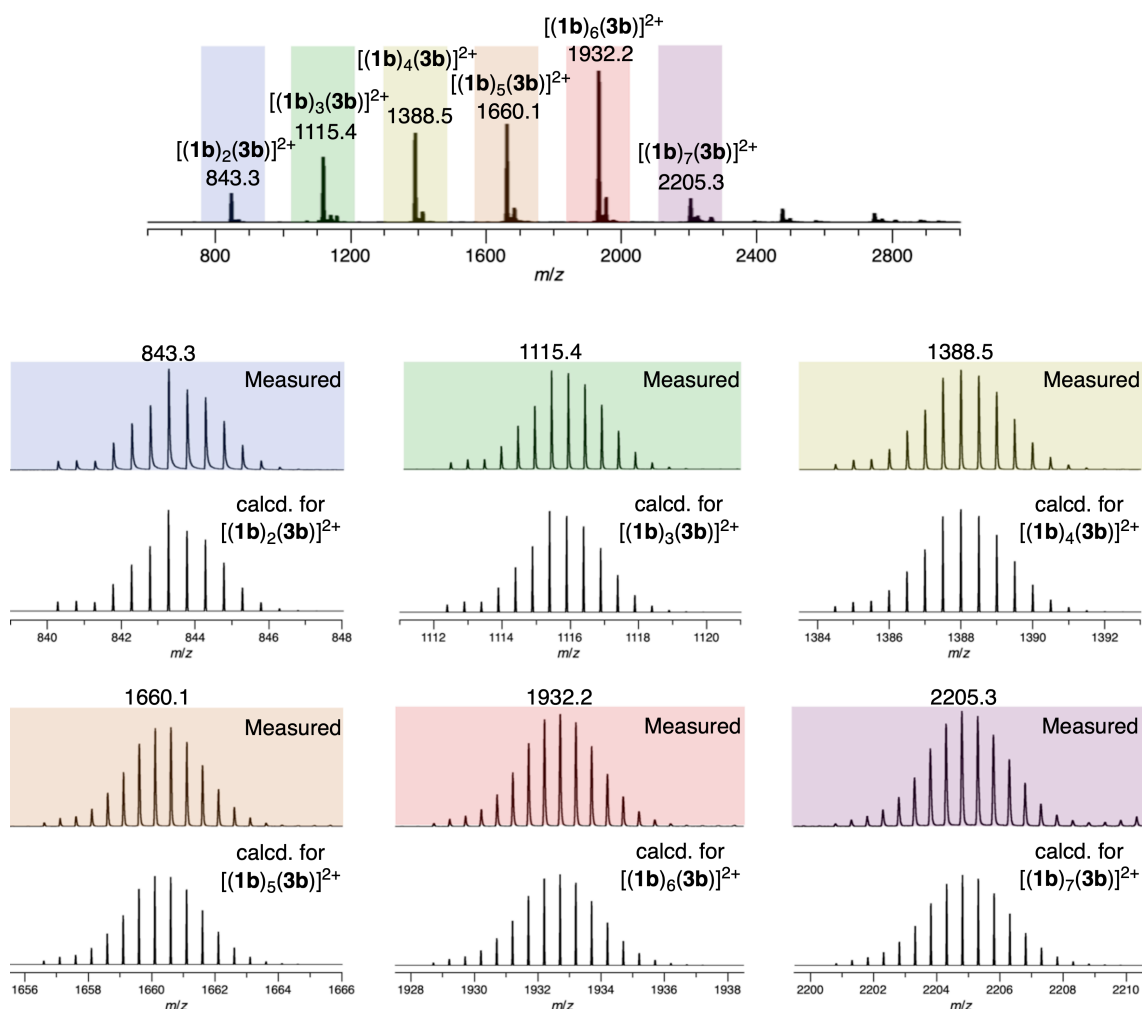 [(1b)6(3b)]2+
1932.2
[(1b)4(3b)]2+
1388.5
[(1b)5(3b)]2+
1660.1
[(1b)3(3b)]2+
1115.4
[(1b)2(3b)]2+
843.3
[(1b)7(3b)]2+
2205.3
800 1200 1600 2000 2400 2800
m/z
843.3
Measured
calcd. for
[(1b)2(3b)]2+
840 842 844 846 848
m/z
1115.4
Measured
calcd. for
[(1b)3(3b)]2+
1112 1114 1116 1118 1120
m/z
1388.5
Measured
calcd. for
[(1b)4(3b)]2+
1384 1386 1388 1390 1392
m/z
1660.1
Measured
calcd. for
[(1b)5(3b)]2+
1656 1658 1660 1662 1664 1666
m/z
1932.2
Measured
calcd. for
[(1b)6(3b)]2+
1928 1930 1932 1934 1936 1938
m/z
2205.3
Measured
calcd. for
[(1b)7(3b)]2+
2200 2202 2204 2206 2208 2210
m/z